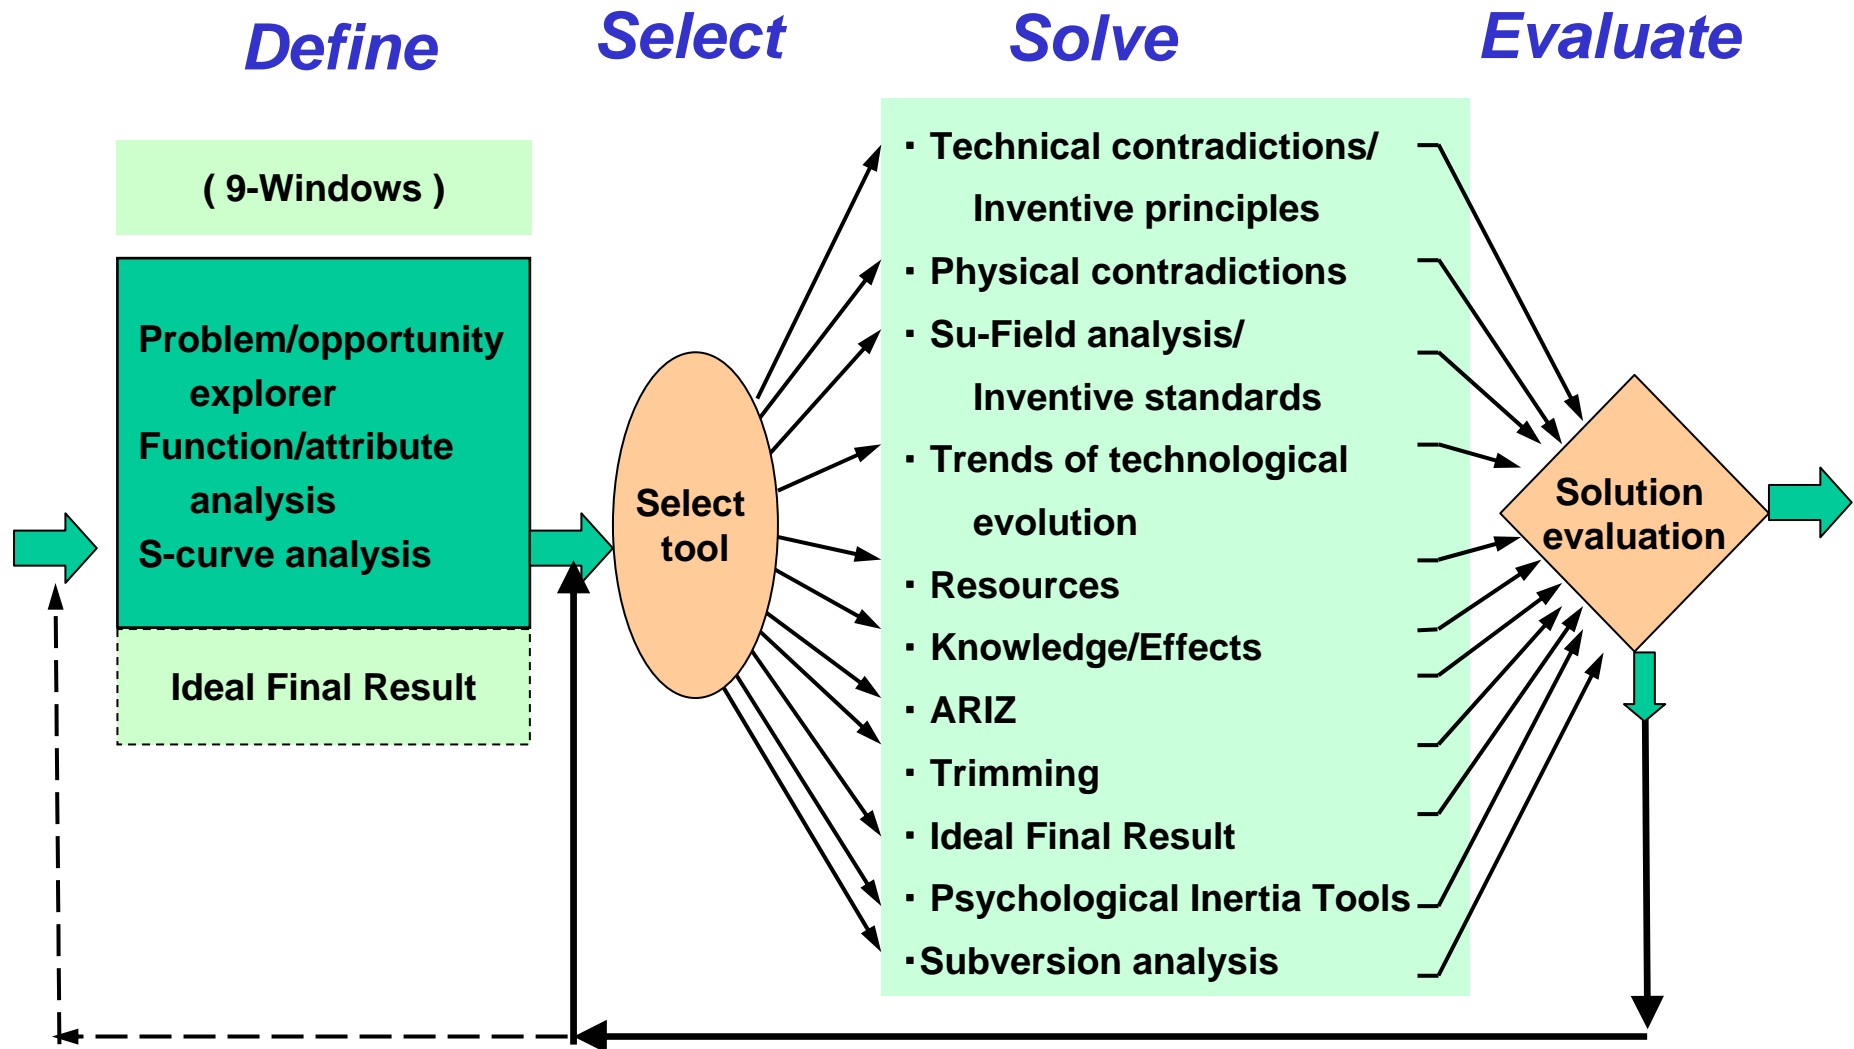 Define
Select
Solve
Evaluate
( 9-Windows )
Problem/opportunity
explorer
Function/attribute
analysis
S-curve analysis
Ideal Final Result
Select
tool
· Technical contradictions/
Inventive principles
· Physical contradictions
· Su-Field analysis/
Inventive standards
· Trends of technological
evolution
· Resources
· Knowledge/Effects
· ARIZ
· Trimming
· Ideal Final Result
· Psychological Inertia Tools
·Subversion analysis
Solution
evaluation